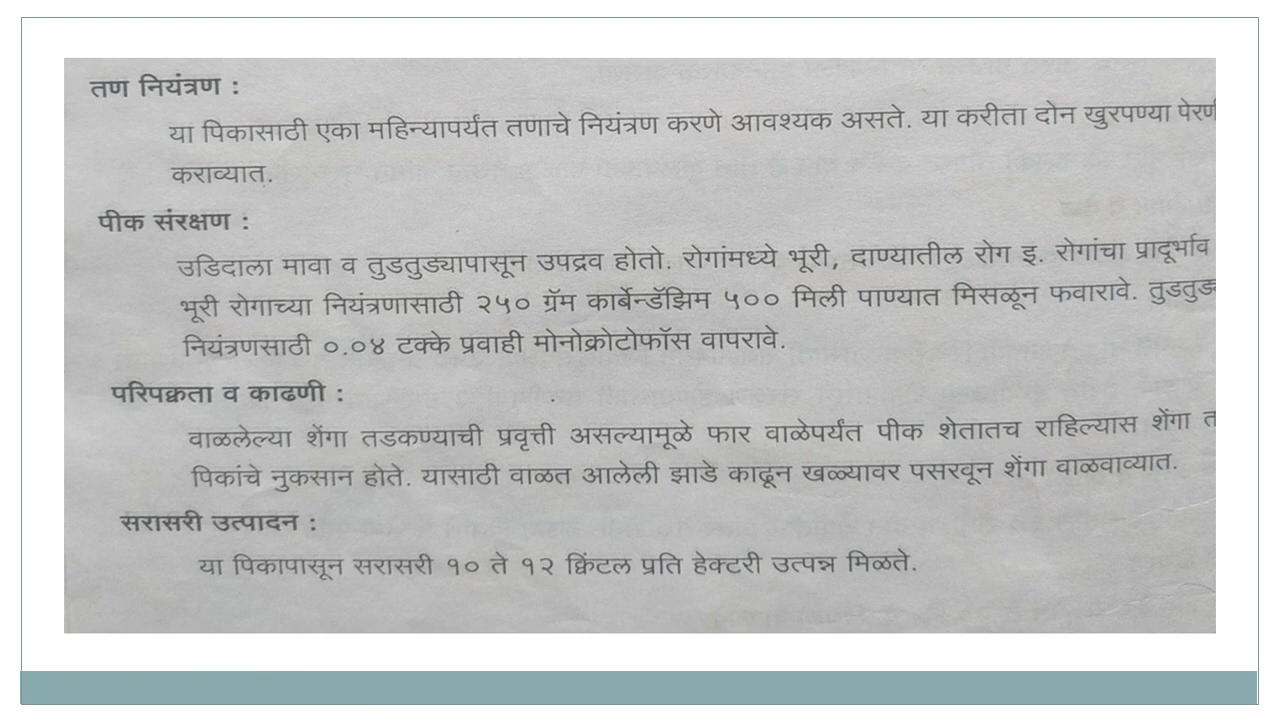 तण नियंत्रण :
या पिकासाठी एका महिन्यापर्यंत तणाचे नियंत्रण करणे आवश्यक असते. या करीता दोन खुरपण्या
कराव्यात.
पीक संरक्षण :
उडिदाला मावा व तुडतुड्यापासून उपद्रव होतो. रोगांमध्ये भूरी, दाण्यातील रोग इ. रोगांचा प्रादूर्भाव
भूरी रोगाच्या नियंत्रणासाठी २५० ग्रॅम कार्बेन्डॅझिम ५०० मिली पाण्यात मिसळून फवारावे.
नियंत्रणसाठी ०.०४ टक्के प्रवाही मोनोक्रोटोफॉस वापरावे.
परिपक्वता व काढणी :
वाळलेल्या शेंगा तडकण्याची प्रवृत्ती असल्यामूळे फार वाळेपर्यंत पीक शेतातच राहिल्यास शेंगा
पिकांचे नुकसान होते. यासाठी वाळत आलेली झाडे काढून खळ्यावर पसरवून शेंगा वाळवाव्यात.
सरासरी उत्पादन :
या पिकापासून सरासरी १० ते १२ क्विंटल प्रति हेक्टरी उत्पन्न मिळते.